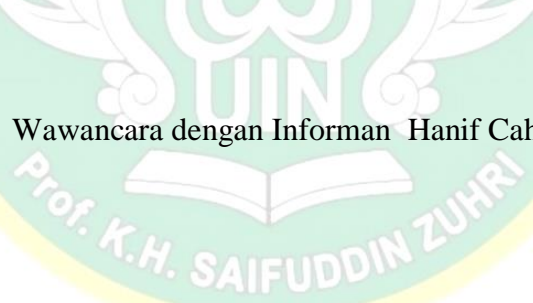 UIN
Wawancara dengan Informan Hanif Cah
Prof. K.H. SAIFUDDIN ZUHRI